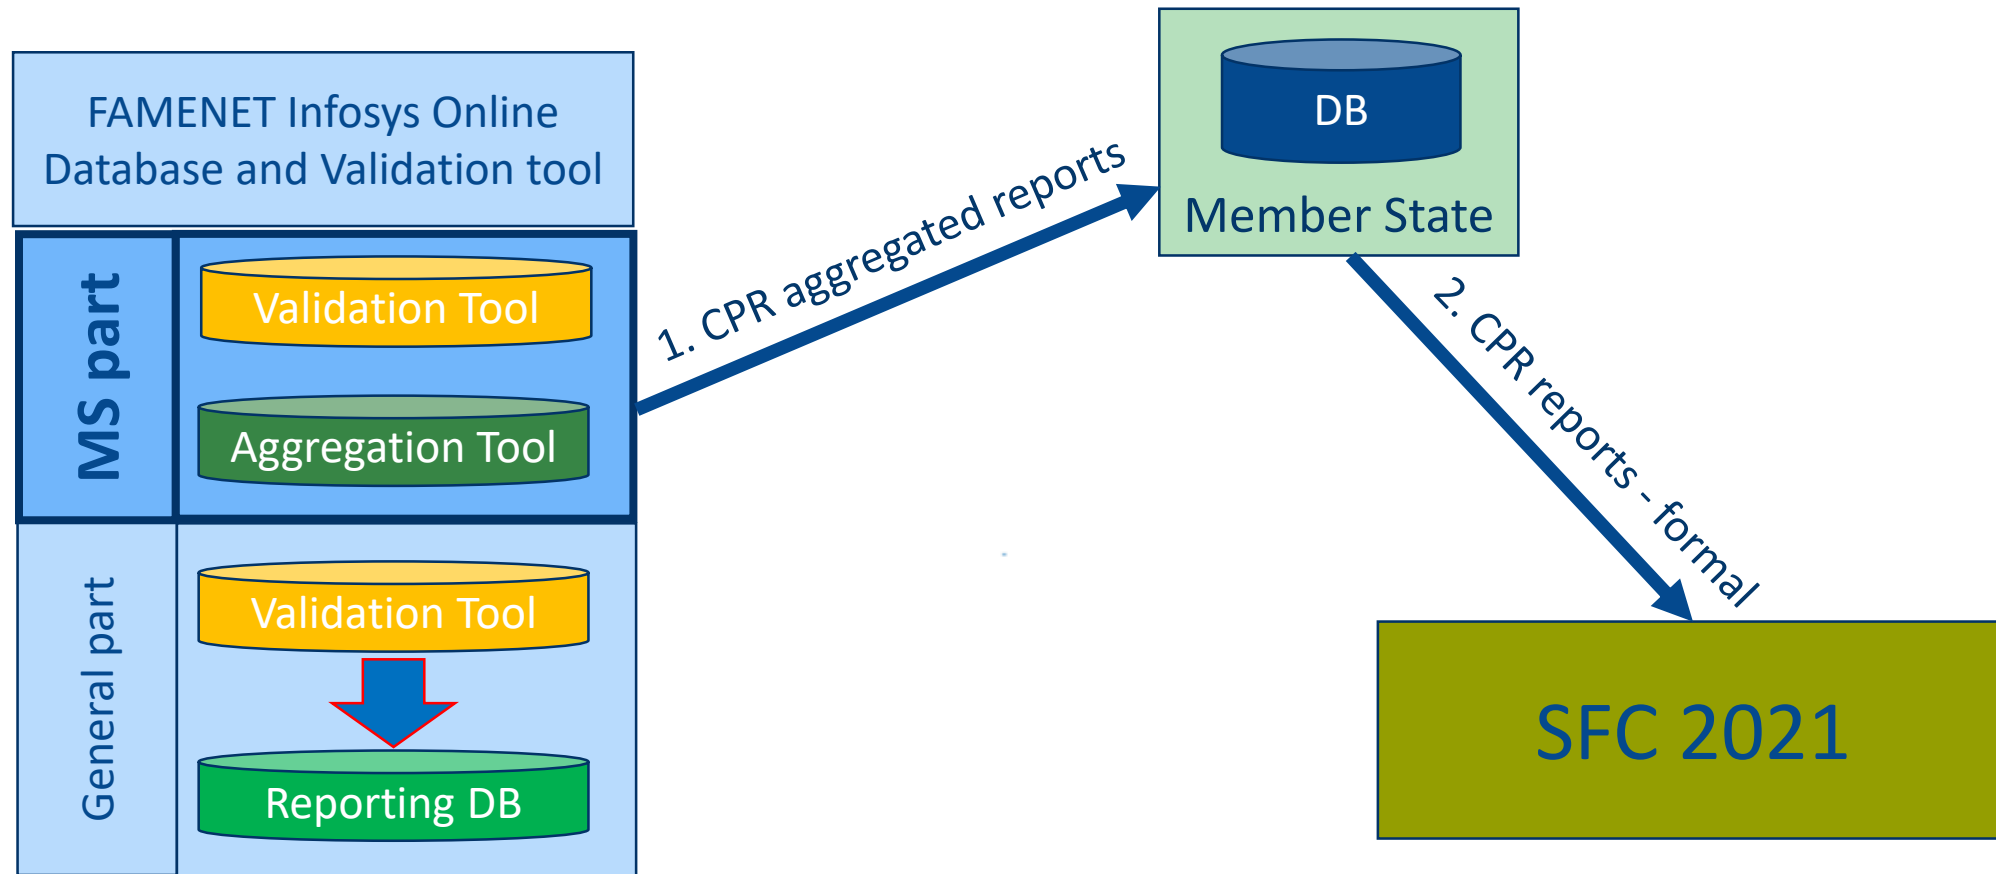 FAMENET Infosys Online
Database and Validation tool
MS part
Validation Tool
Aggregation Tool
General part
Validation Tool
Reporting DB
1. CPR aggregated reports
DB
Member State
2. CPR reports - formal
SFC 2021